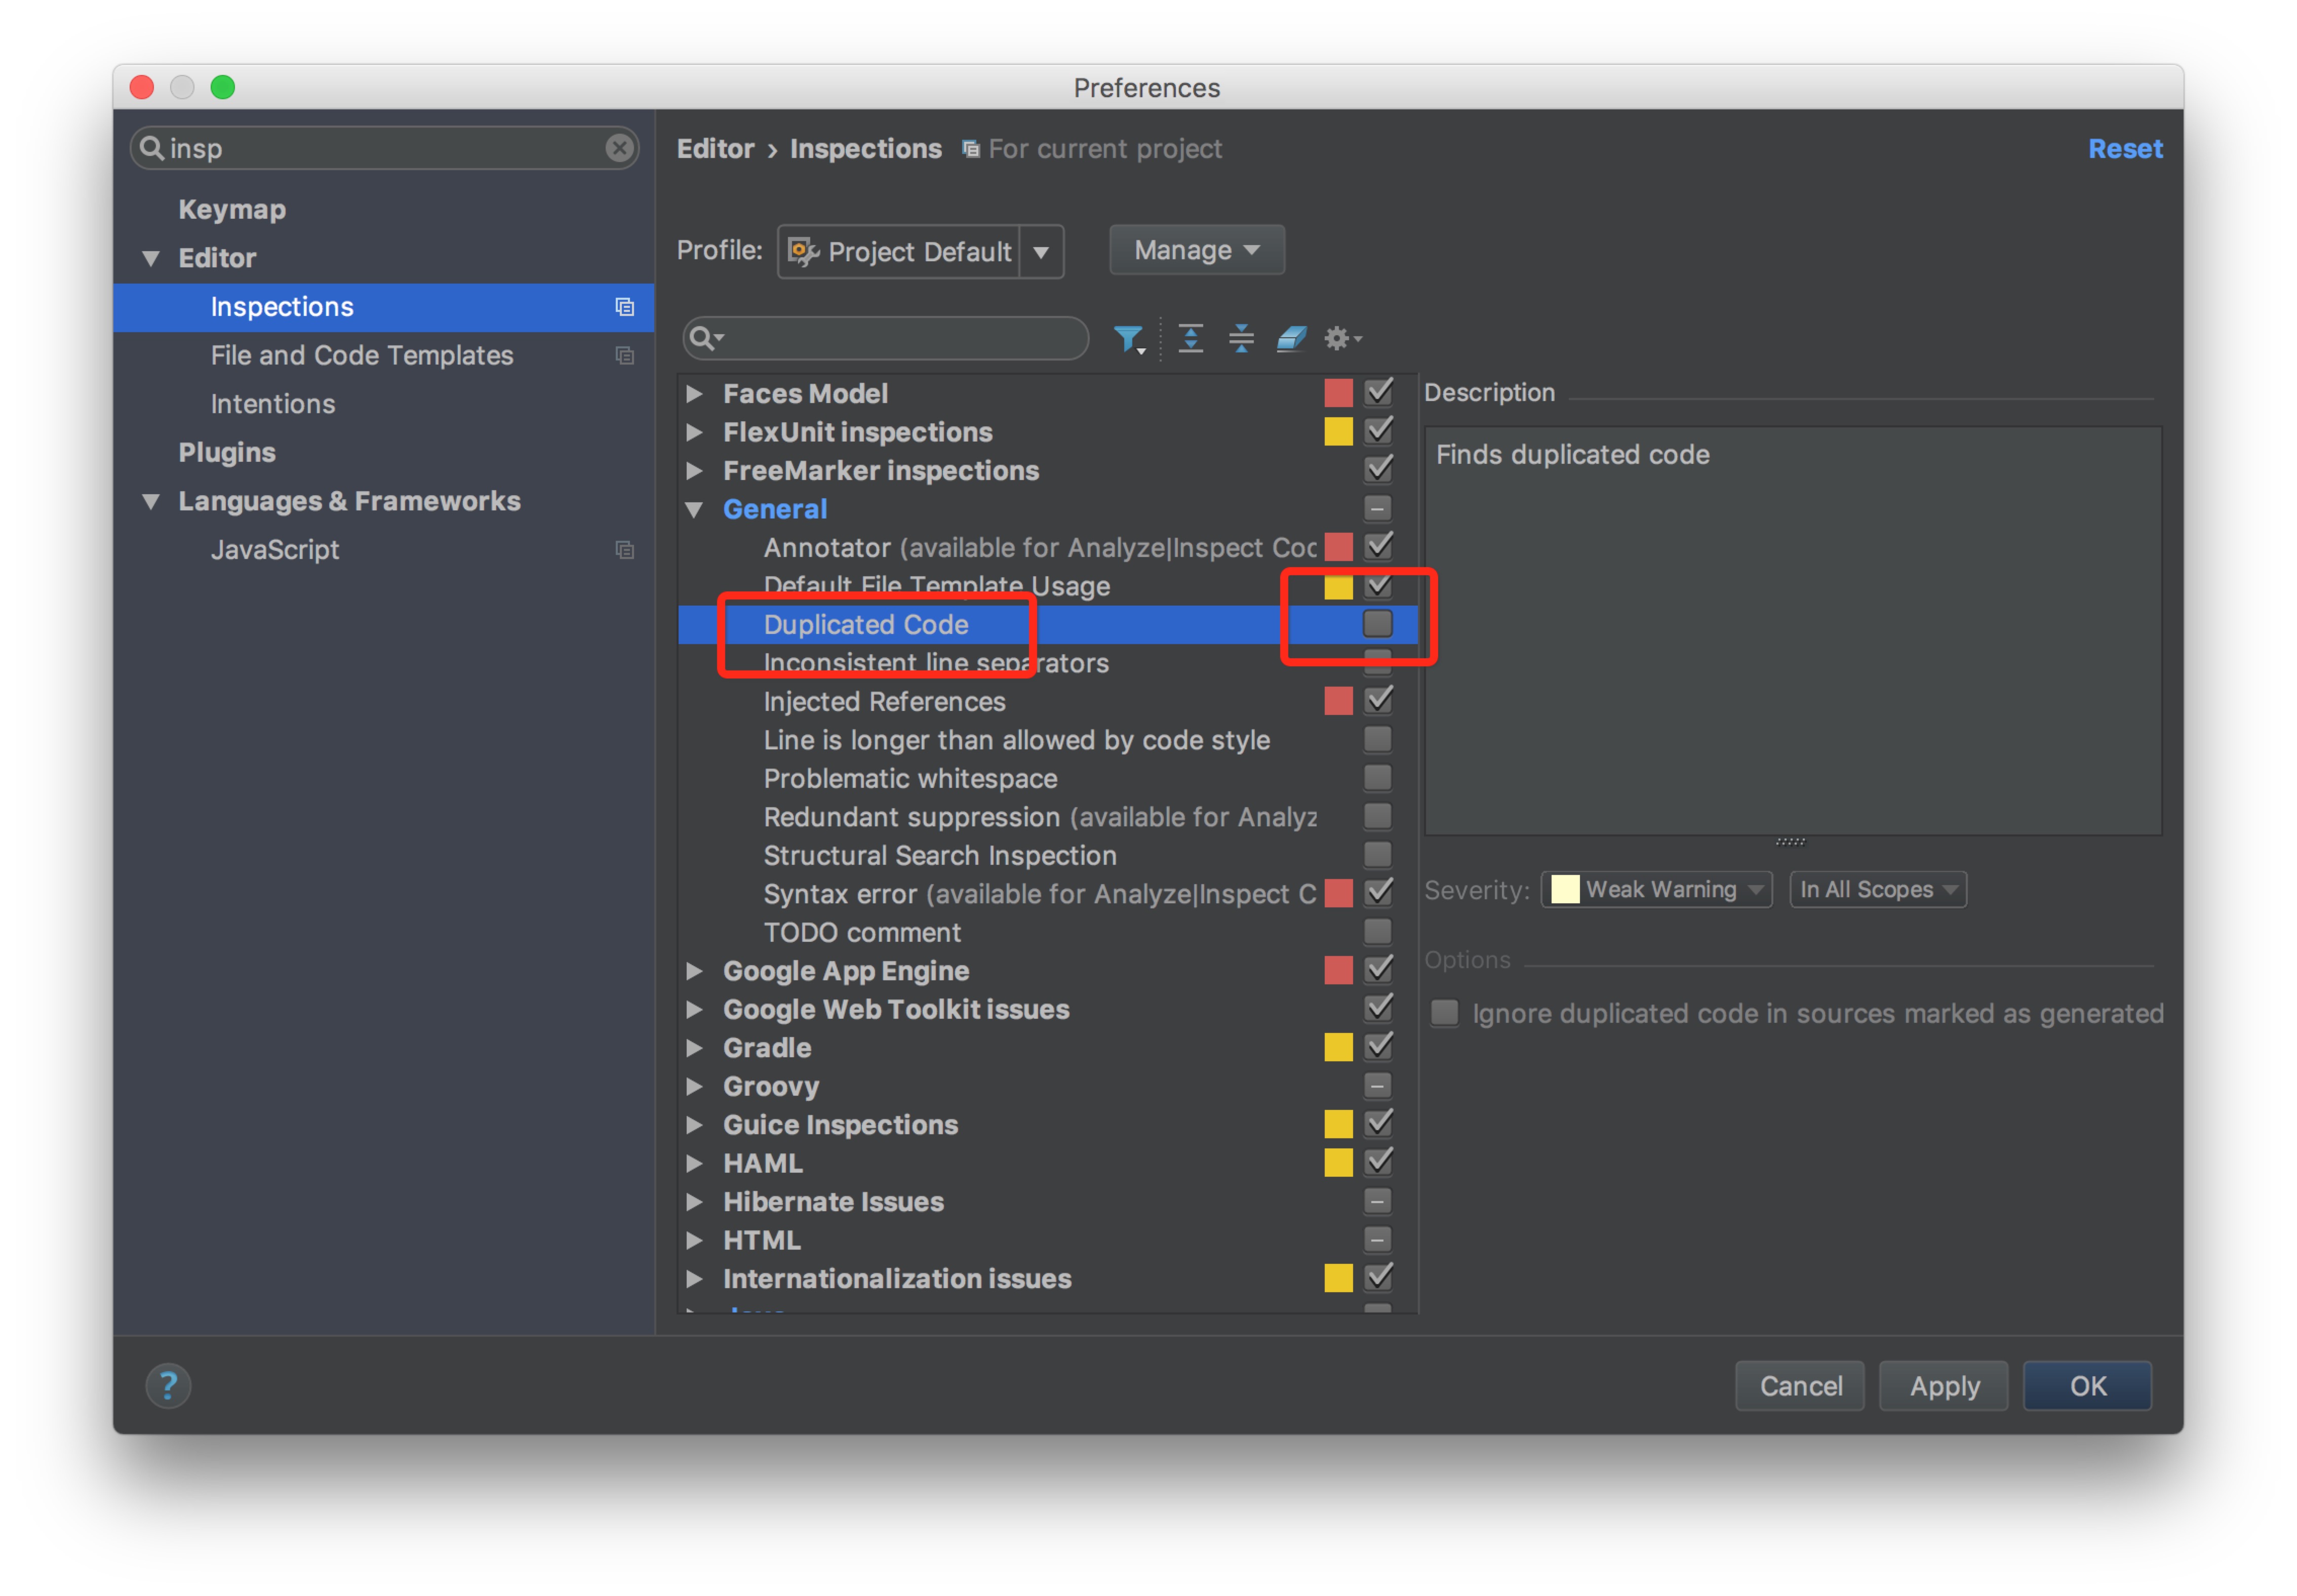 Preferences
insp
Keymap
Editor
Inspections
File and Code Templates
Intentions
Plugins
Languages & Frameworks
JavaScript
Editor › Inspections For current project
Reset
Profile: Project Default
Manage
Faces Model
FlexUnit inspections
FreeMarker inspections
General
Annotator (available for Analyze|Inspect Coc
Default File Template Usage
Duplicated Code
Inconsistent line separators
Injected References
Line is longer than allowed by code style
Problematic whitespace
Redundant suppression (available for Analyz
Structural Search Inspection
Syntax error (available for Analyze|Inspect C
TODO comment
Google App Engine
Google Web Toolkit issues
Gradle
Groovy
Guice Inspections
HAML
Hibernate Issues
HTML
Internationalization issues
Description
Finds duplicated code
Severity: Weak Warning In All Scopes
Options
Ignore duplicated code in sources marked as generated
?
Cancel
Apply
OK